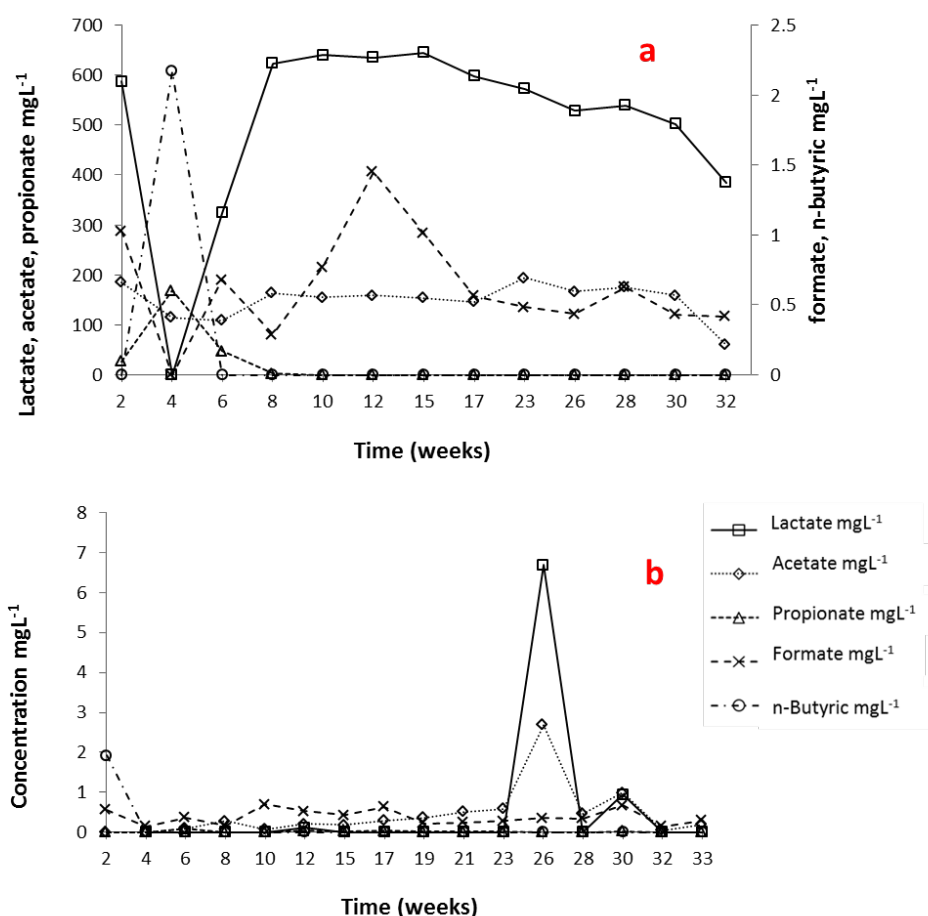 a
Lactate, acetate, propionate mgL⁻¹
700
600
500
400
300
200
100
0
2.5
2
1.5
1
0.5
0
formate, n-butyric mgL⁻¹
2 4 6 8 10 12 15 17 23 26 28 30 32
Time (weeks)
b
Concentration mgL⁻¹
8
7
6
5
4
3
2
1
0
2 4 6 8 10 12 15 17 19 21 23 26 28 30 32 33
Time (weeks)
Lactate mgL⁻¹
Acetate mgL⁻¹
Propionate mgL⁻¹
Formate mgL⁻¹
n-Butyric mgL⁻¹